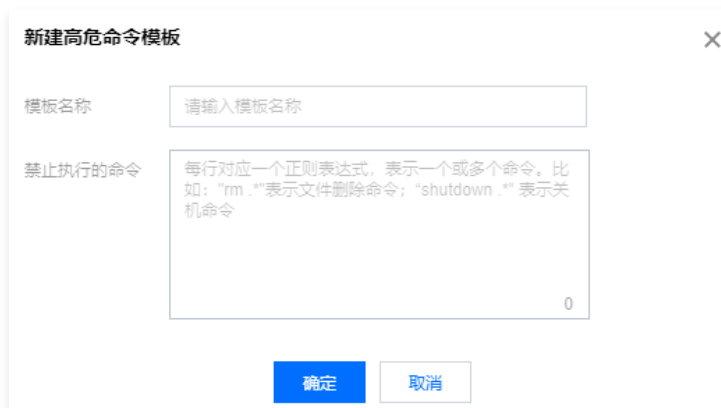 新建高危命令模板
模板名称
请输入模板名称
禁止执行的命令
每行对应一个正则表达式，表示一个或多个命令。比
如："rm .*"表示文件删除命令；"shutdown .*" 表示关
机命令
0
确定
取消